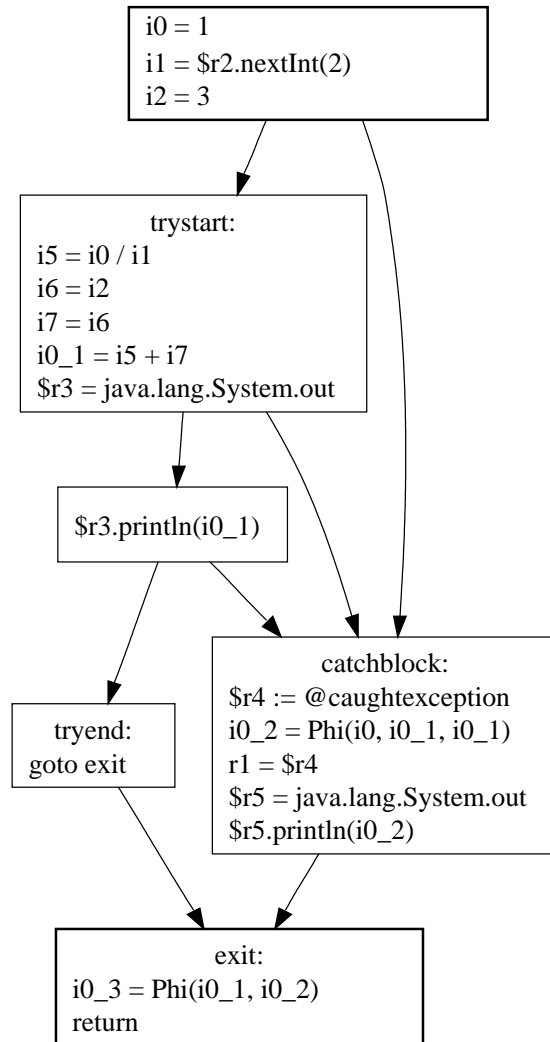 i0 = 1
i1 = $r2.nextInt(2)
i2 = 3
trystart:
i5 = i0 / i1
i6 = i2
i7 = i6
i0_1 = i5 + i7
$r3 = java.lang.System.out
$r3.println(i0_1)
catchblock:
$r4 := @caughtexception
i0_2 = Phi(i0, i0_1, i0_1)
r1 = $r4
$r5 = java.lang.System.out
$r5.println(i0_2)
tryend:
goto exit
exit:
i0_3 = Phi(i0_1, i0_2)
return